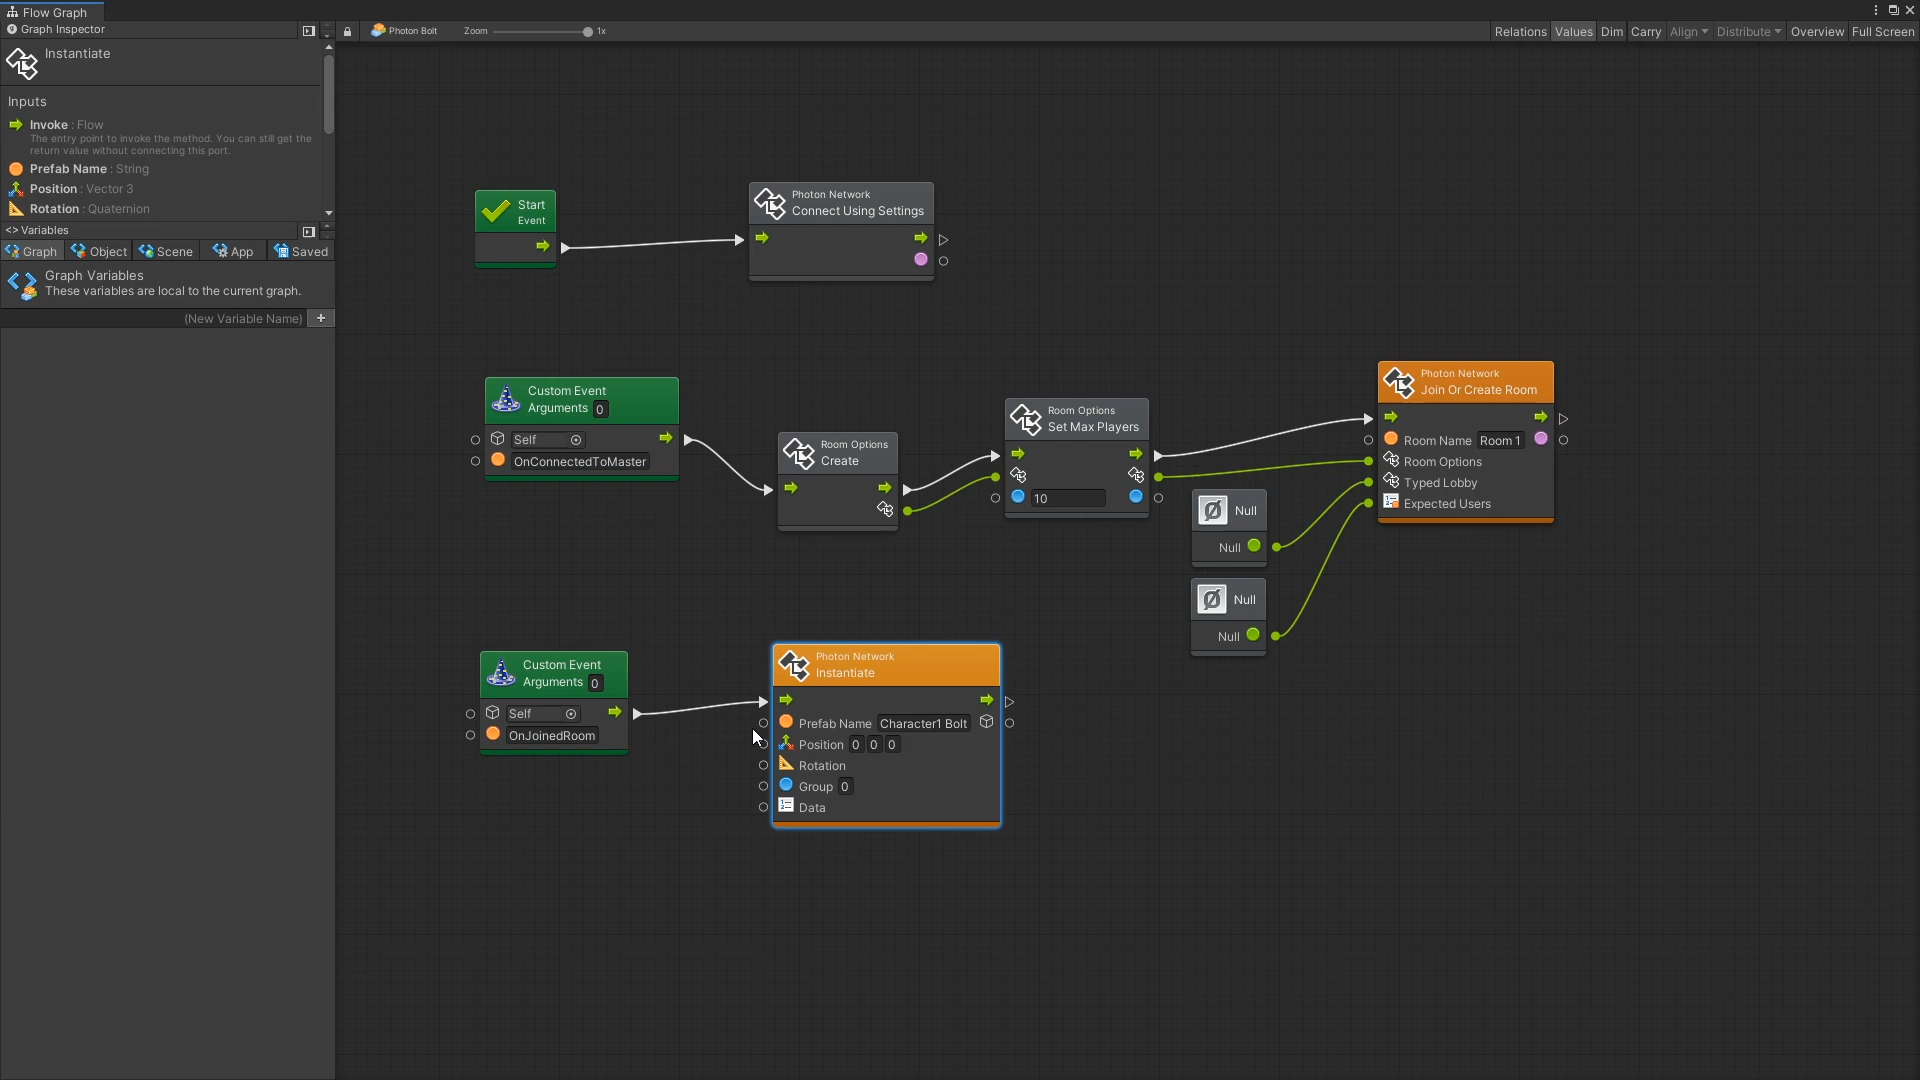 Flow Graph
Graph Inspector
Photon Bolt
Zoom
1x
Relations
Values
Dim
Carry
Align
Distribute
Overview
Full Screen
Instantiate
Inputs
Invoke : Flow
The entry point to invoke the method. You can still get the
return value without connecting this port.
Prefab Name : String
Position : Vector 3
Rotation : Quaternion
<> Variables
Graph
Object
Scene
App
Saved
Graph Variables
These variables are local to the current graph.
(New Variable Name)
+
Start
Event
Photon Network
Connect Using Settings
Custom Event
Arguments 0
Self
OnConnectedToMaster
Room Options
Create
Room Options
Set Max Players
10
Photon Network
Join Or Create Room
Room Name Room 1
Room Options
Typed Lobby
Expected Users
Null
Null
Null
Null
Custom Event
Arguments 0
Self
OnJoinedRoom
Photon Network
Instantiate
Prefab Name Character1 Bolt
Position 0 0 0
Rotation
Group 0
Data